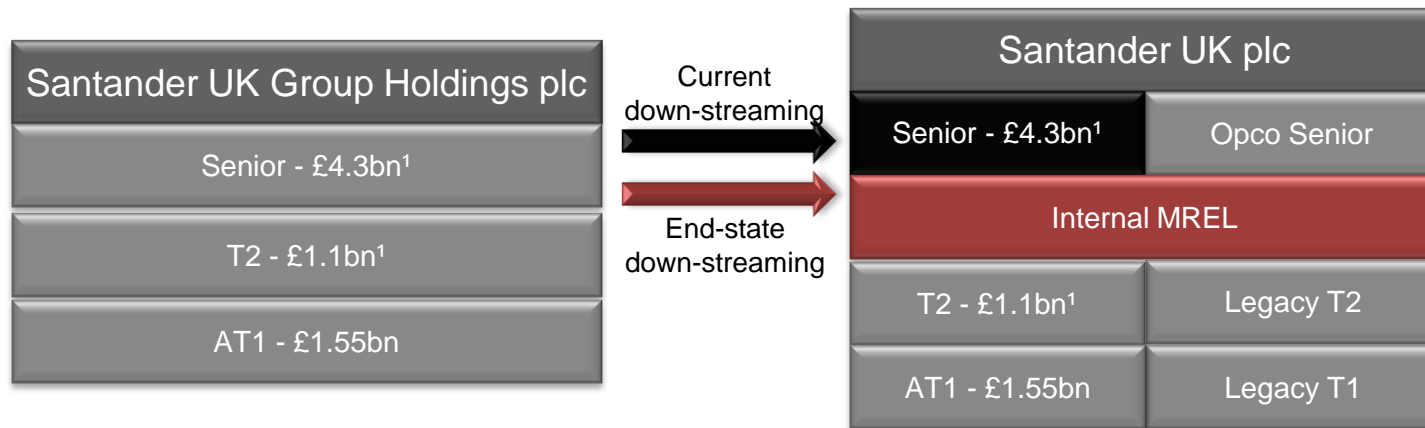 Santander UK Group Holdings plc
Senior - £4.3bn¹
T2 - £1.1bn¹
AT1 - £1.55bn
Current
down-streaming
End-state
down-streaming
Santander UK plc
Senior - £4.3bn¹
Opco Senior
Internal MREL
T2 - £1.1bn¹
Legacy T2
AT1 - £1.55bn
Legacy T1